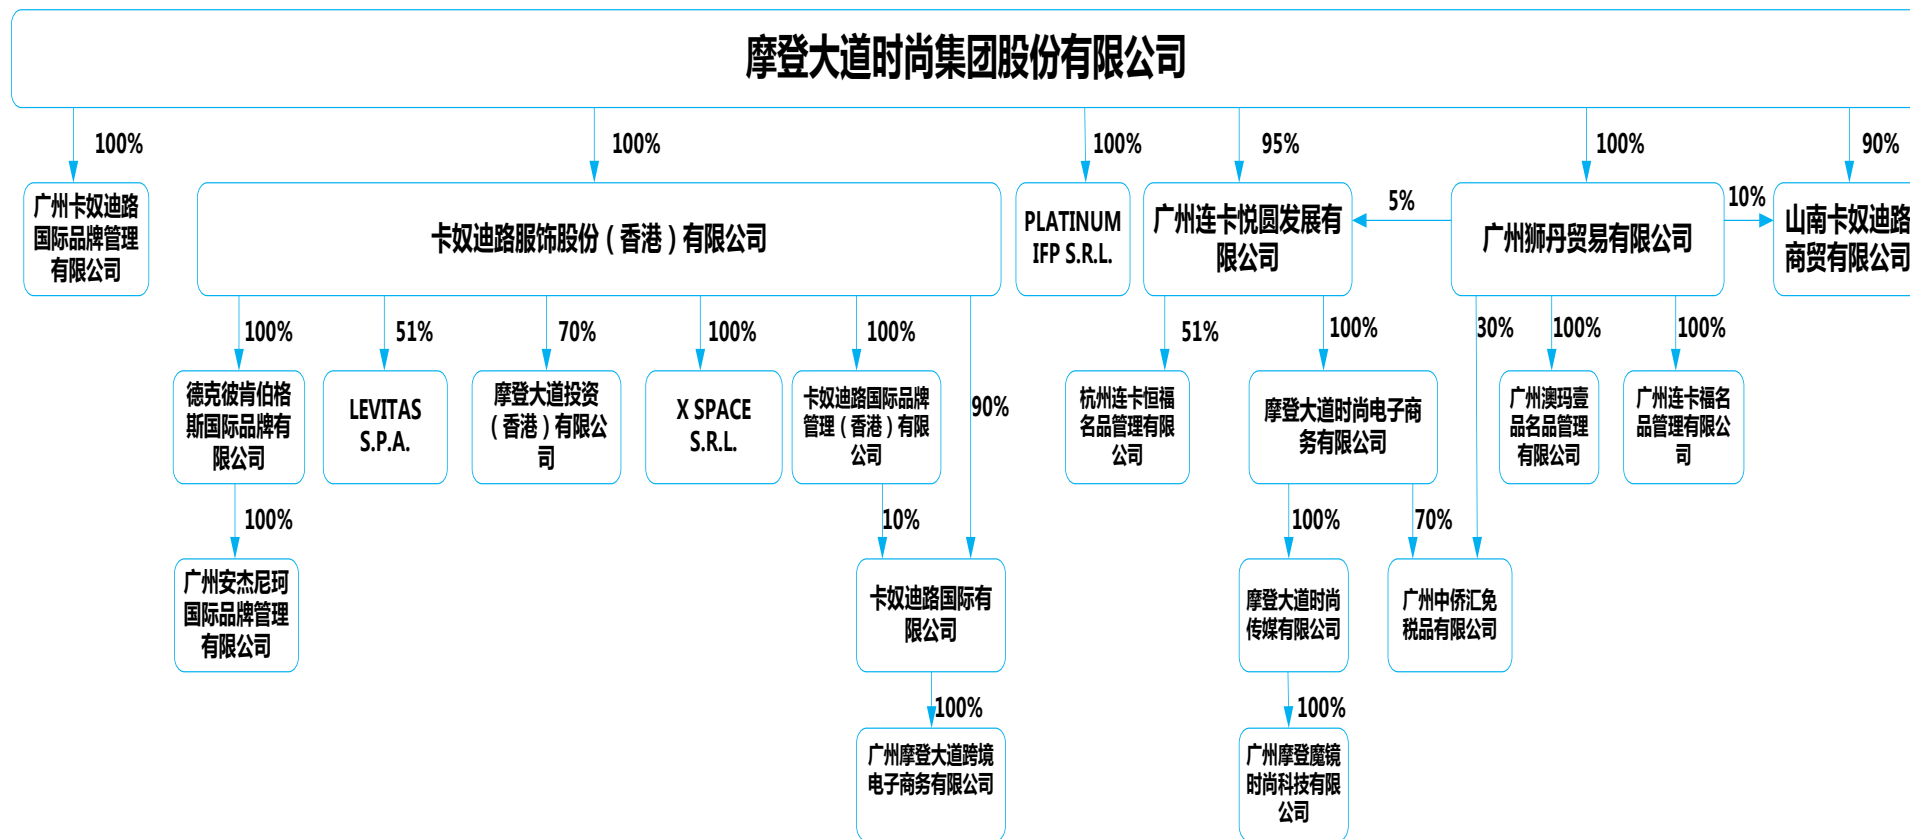 摩登大道时尚集团股份有限公司
100%
100%
100%
95%
100%
90%
广州卡奴迪路
国际品牌管理
有限公司
卡奴迪路服饰股份（香港）有限公司
PLATINUM
IFP S.R.L.
广州连卡悦圆发展有
限公司
5%
广州狮丹贸易有限公司
10%
山南卡奴迪路
商贸有限公司
100%
51%
70%
100%
100%
90%
51%
100%
30%
100%
100%
德克彼肯伯格
斯国际品牌有
限公司
LEVITAS
S.P.A.
摩登大道投资
（香港）有限公
司
X SPACE
S.R.L.
卡奴迪路国际品牌
管理（香港）有限
公司
杭州连卡恒福
名品管理有限
公司
摩登大道时尚电子商
务有限公司
广州澳玛壹
品名品管理
有限公司
广州连卡福名
品管理有限公
司
100%
10%
100%
70%
广州安杰尼珂
国际品牌管理
有限公司
卡奴迪路国际有
限公司
摩登大道时尚
传媒有限公司
广州中侨汇免
税品有限公司
100%
100%
广州摩登大道跨境
电子商务有限公司
广州摩登魔镜
时尚科技有限
公司